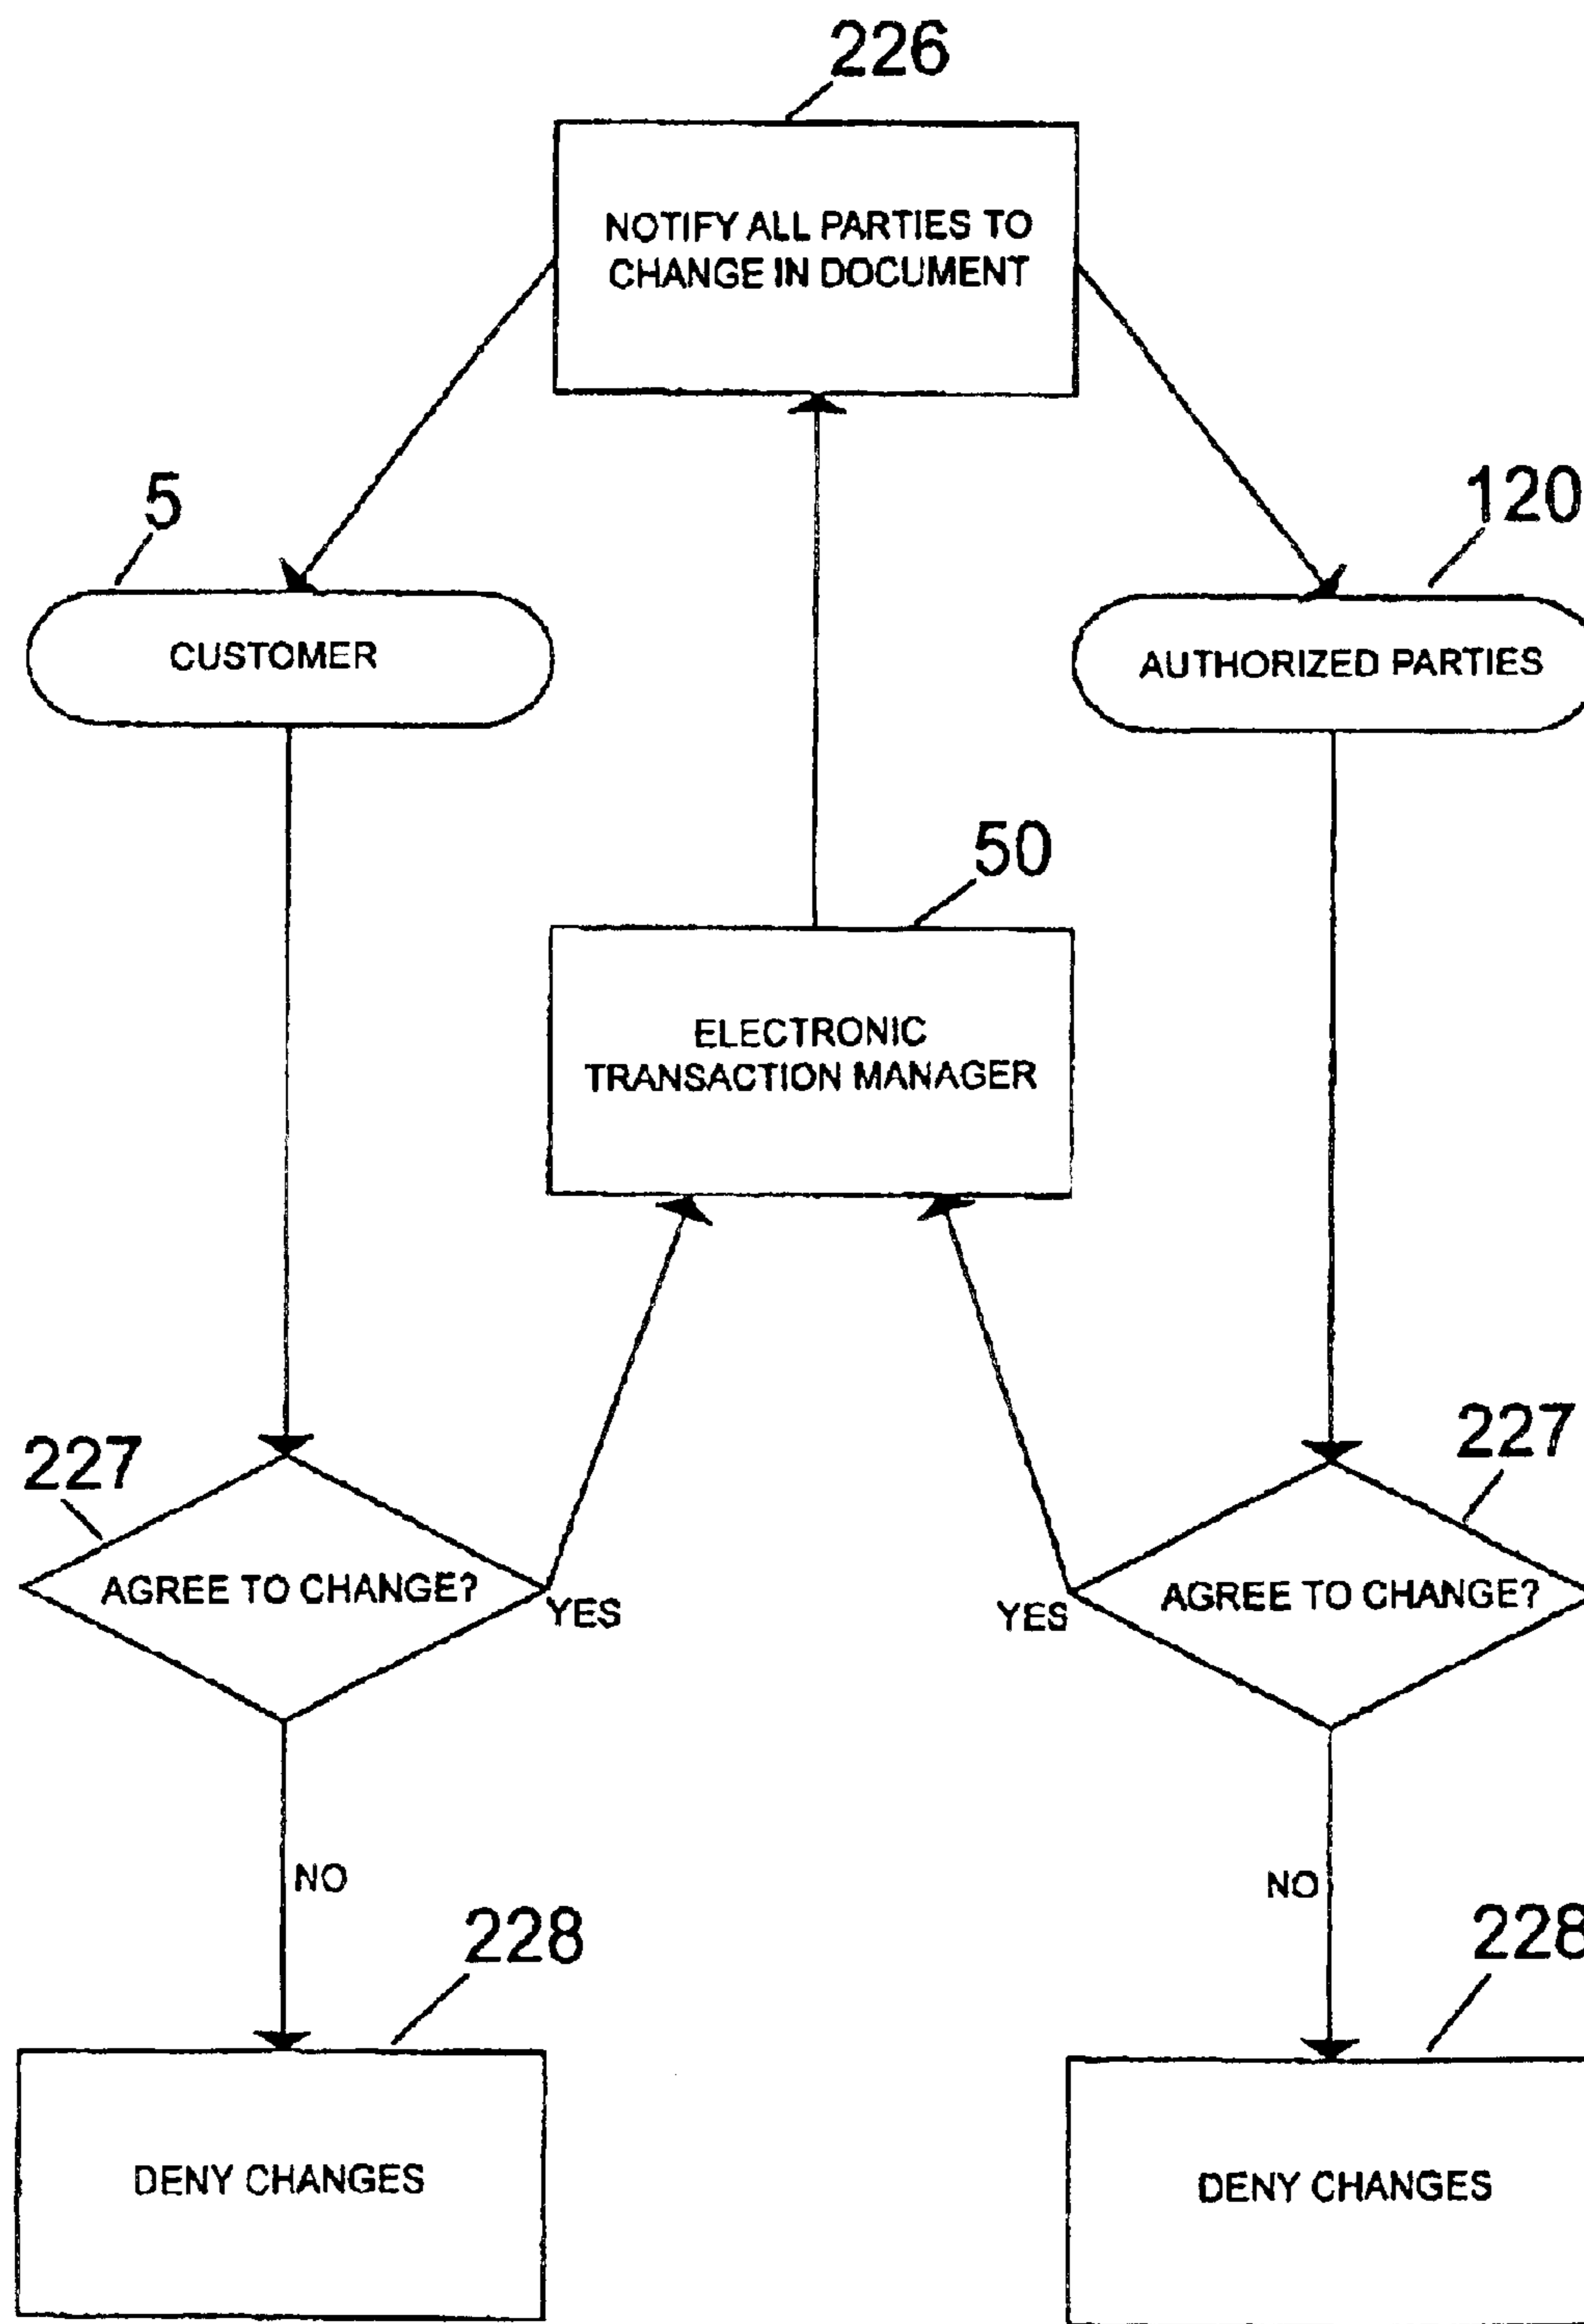 226
NOTIFY ALL PARTIES TO
CHANGE IN DOCUMENT
5
120
CUSTOMER
AUTHORIZED PARTIES
50
ELECTRONIC
TRANSACTION MANAGER
227
227
AGREE TO CHANGE?
YES
YES
AGREE TO CHANGE?
NO
NO
228
228
DENY CHANGES
DENY CHANGES